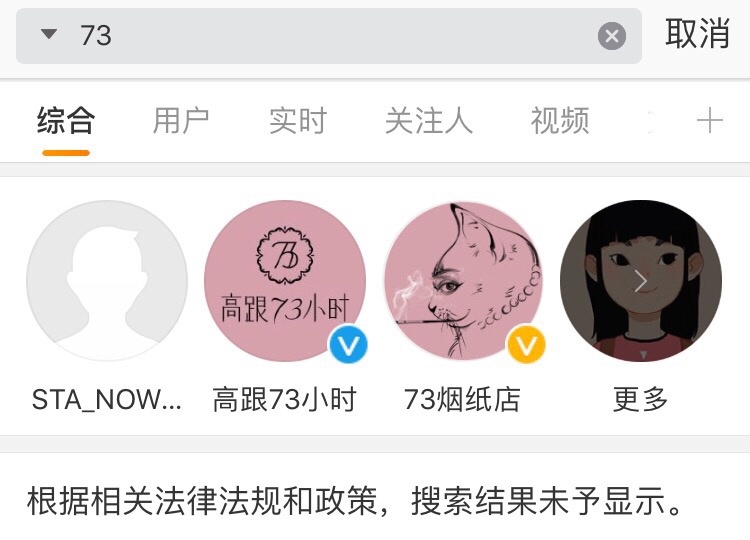 73
取消
综合 用户 实时 关注人 视频
73
高跟73小时
STA_NOW... 高跟73小时 73烟纸店 更多
根据相关法律法规和政策，搜索结果未予显示。